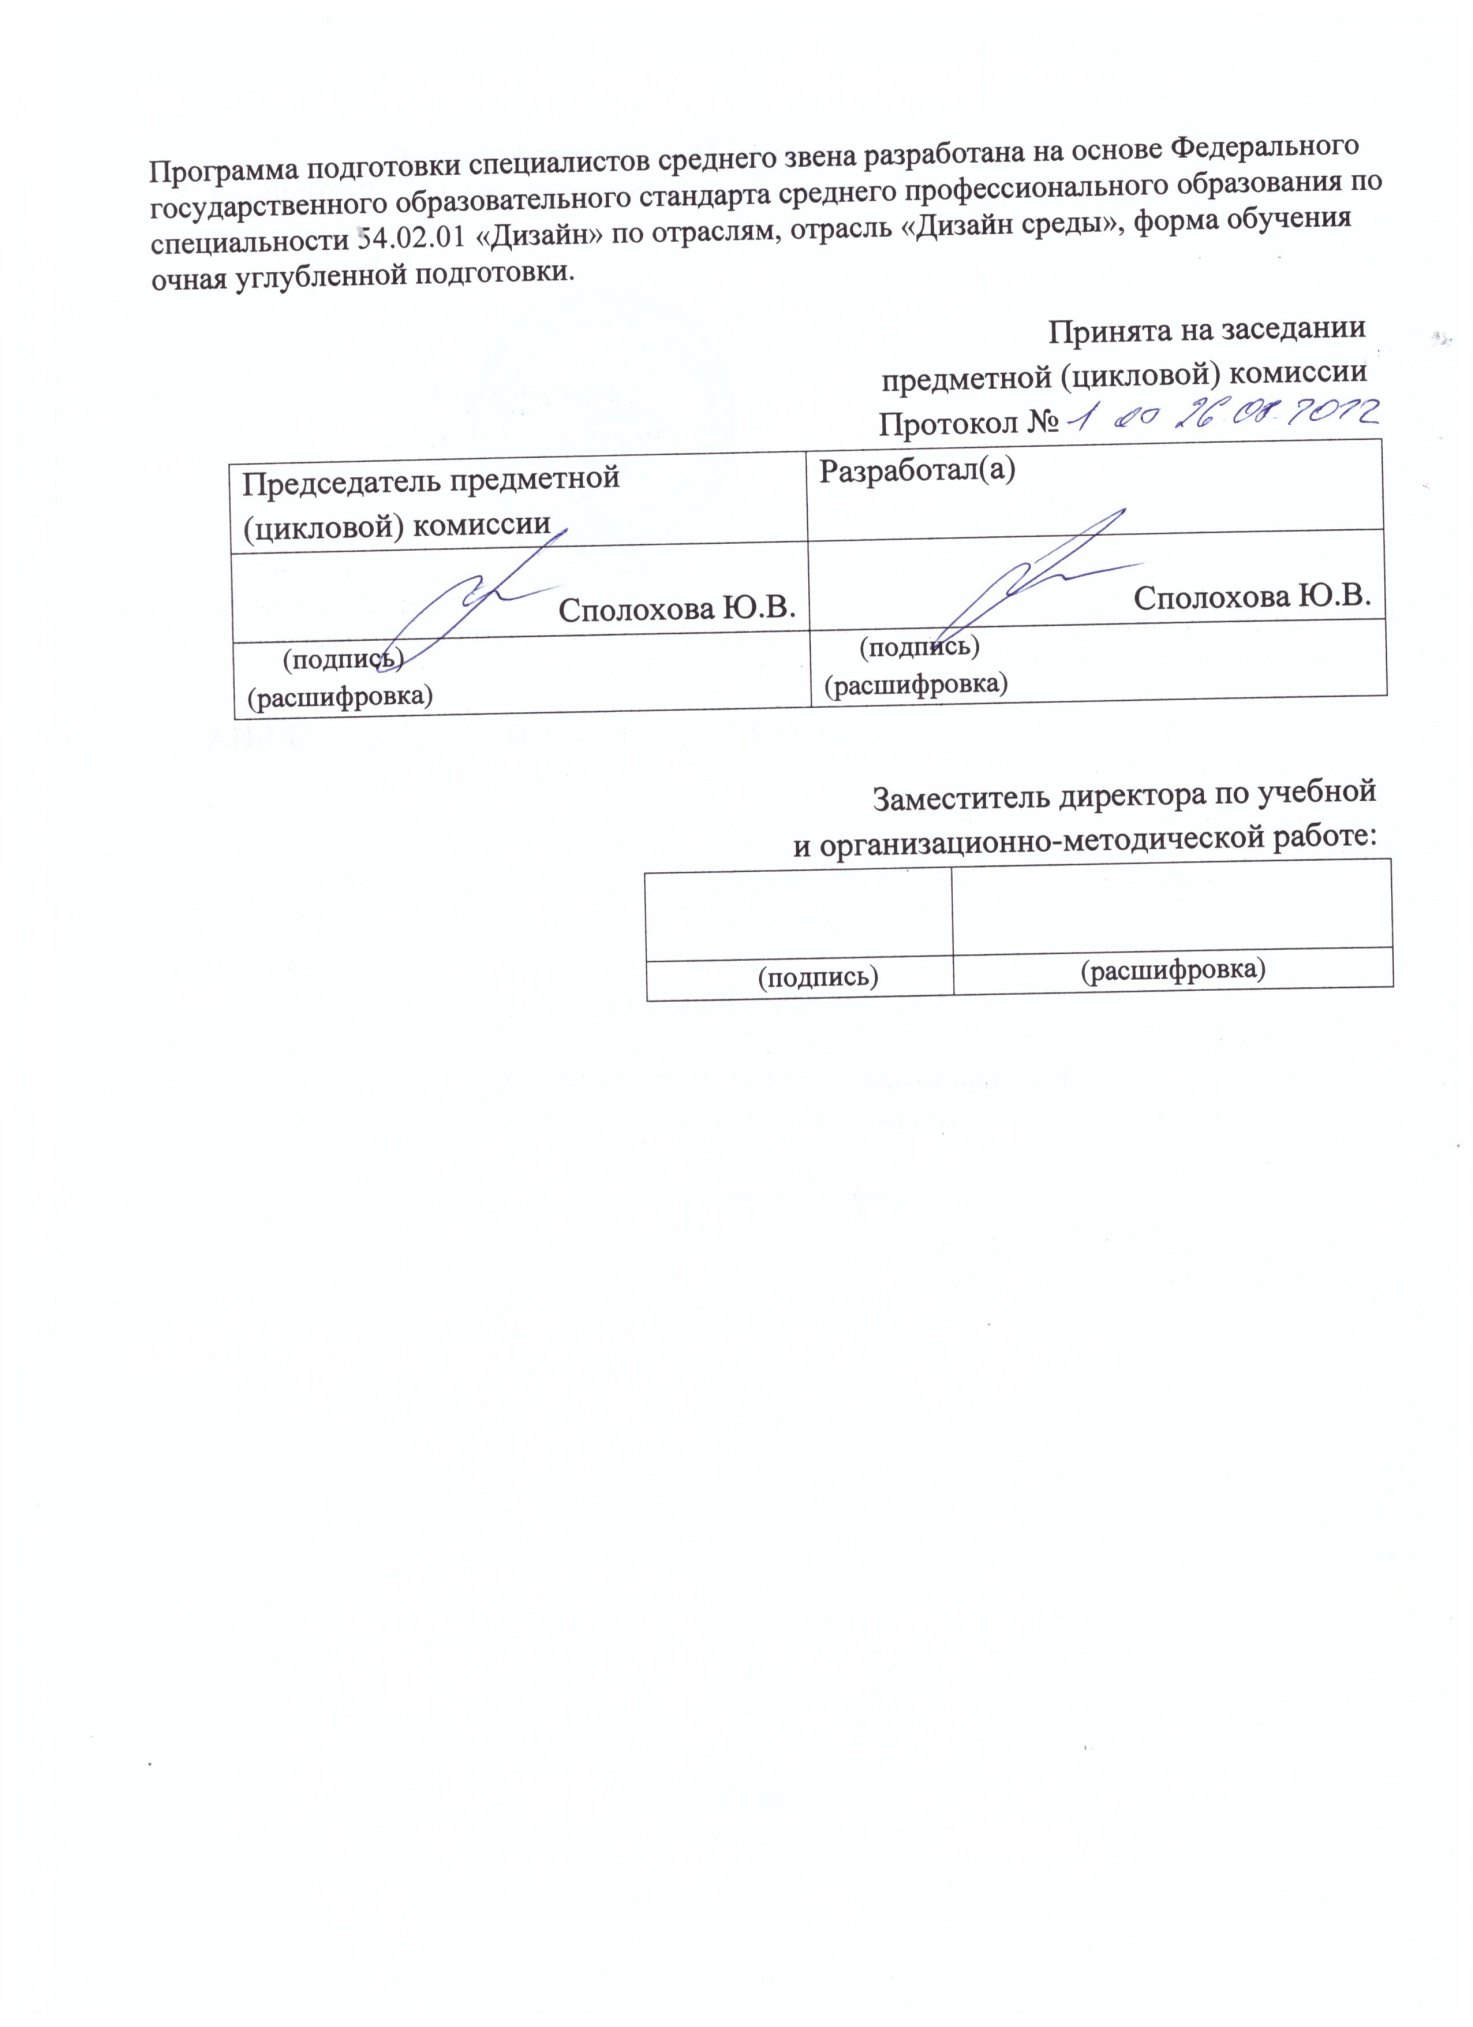 Программа подготовки специалистов среднего звена разработана на основе Федерального
государственного образовательного стандарта среднего профессионального образования по
специальности 54.02.01 «Дизайн» по отраслям, отрасль «Дизайн среды», форма обучения
очная углубленной подготовки.
Принята на заседании
предметной (цикловой) комиссии
Протокол № 1 26.08.2022
Председатель предметной
(цикловой) комиссии
Разработал(а)
Сполохова Ю.В.
Сполохова Ю.В.
(подпись)
(расшифровка)
(подпись)
(расшифровка)
Заместитель директора по учебной
и организационно-методической работе:
(подпись)
(расшифровка)